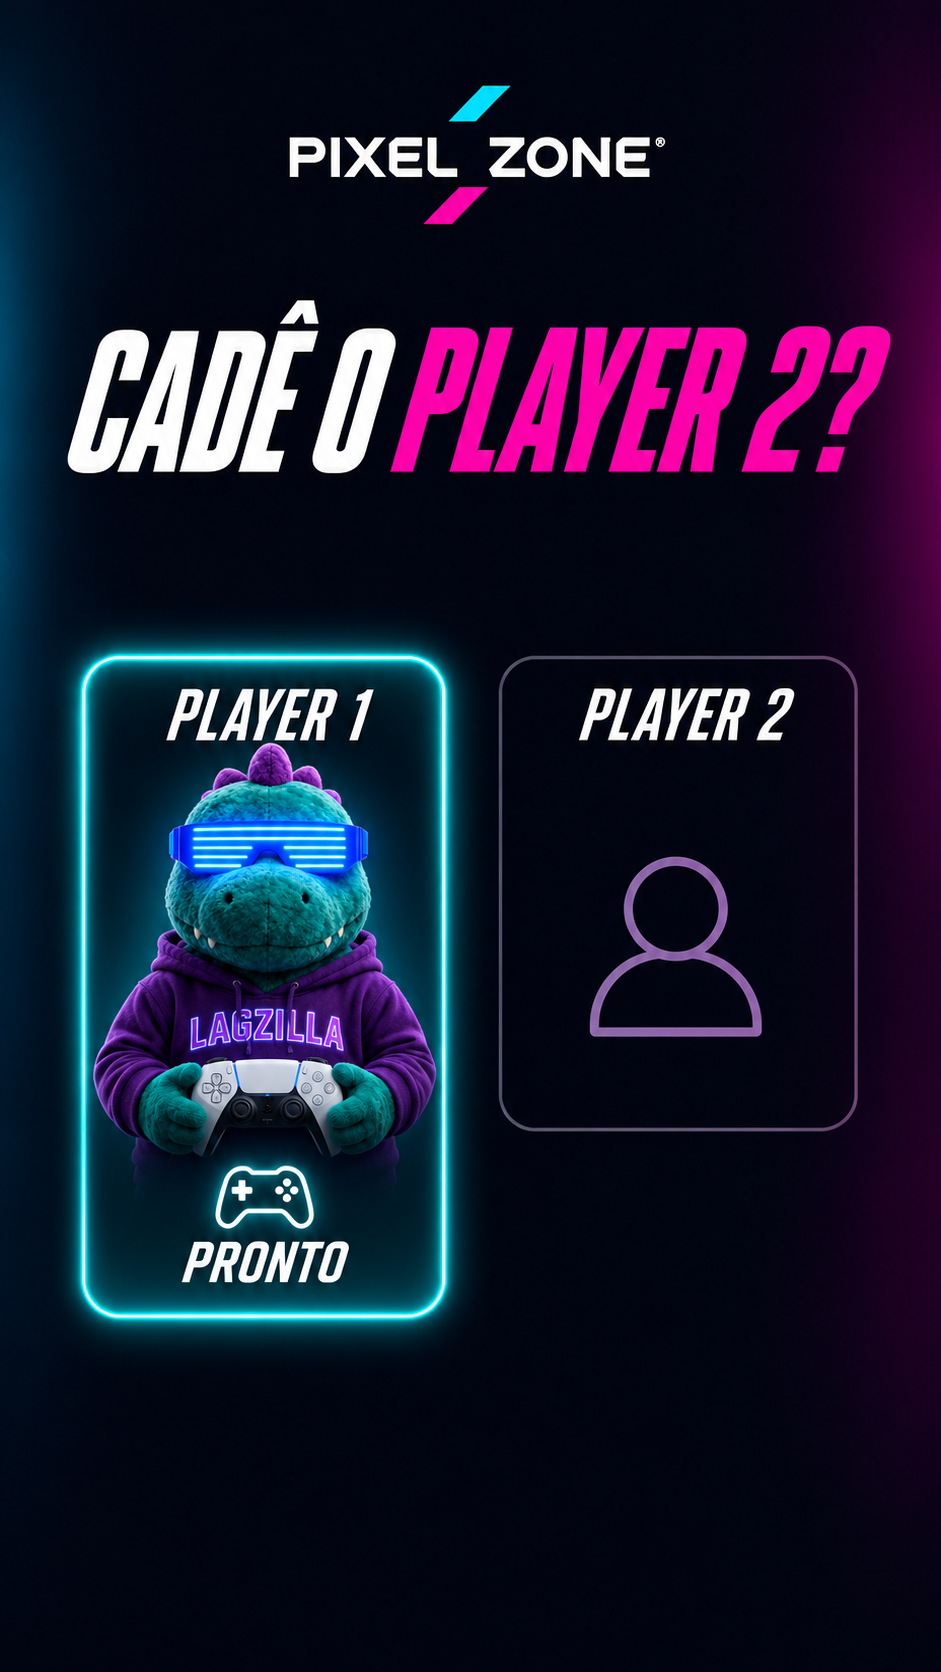 PIXEL ZONE®
CADÊ O PLAYER 2?
PLAYER 1
LAGZILLA
PRONTO
PLAYER 2